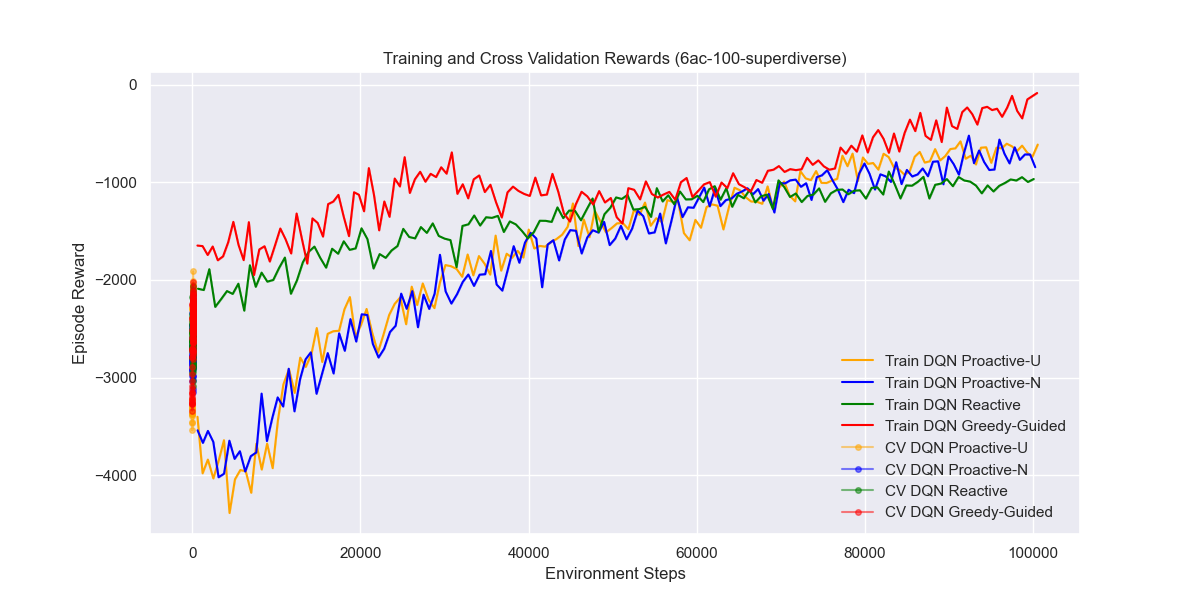 Training and Cross Validation Rewards (6ac-100-superdiverse)
Episode Reward
0
−1000
−2000
−3000
−4000
Train DQN Proactive-U
Train DQN Proactive-N
Train DQN Reactive
Train DQN Greedy-Guided
CV DQN Proactive-U
CV DQN Proactive-N
CV DQN Reactive
CV DQN Greedy-Guided
0 20000 40000 60000 80000 100000
Environment Steps